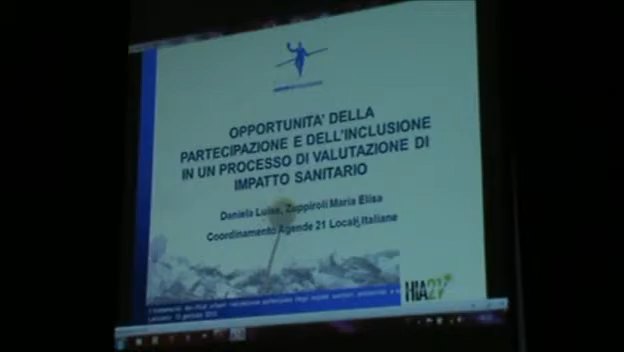 OPPORTUNITA' DELLA
PARTECIPAZIONE E DELL'INCLUSIONE
IN UN PROCESSO DI VALUTAZIONE DI
IMPATTO SANITARIO
Daniela Luise, Zuppiroli Maria Elisa
Coordinamento Agende 21 Locali Italiane
HIA21